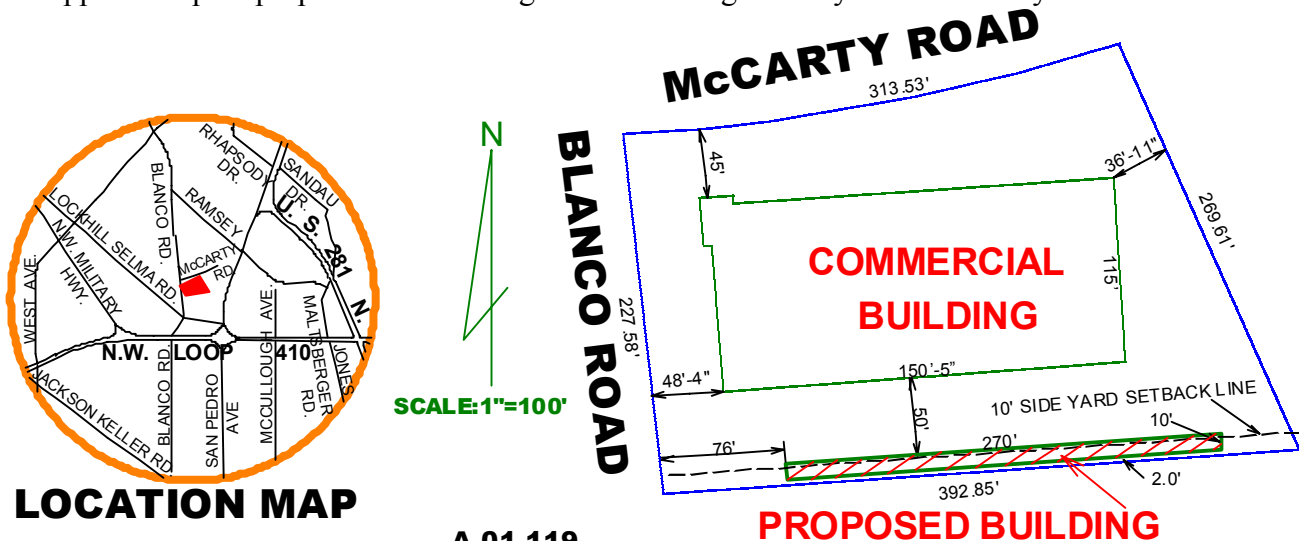 McCARTY ROAD
313.53'
BLANCO ROAD
45'
36'-11"
269.61'
227.58'
COMMERCIAL
BUILDING
115'
150'-5"
48'-4"
50'
10' SIDE YARD SETBACK LINE
10'
76'
270'
2.0'
392.85'
PROPOSED BUILDING
N
SCALE:1"=100'
RHAPSODY
DR.
SANDAU
DR.
BLANCO RD.
RAMSEY
U. S. 281 N.
LOCKHILL SELMA RD.
N.W. MILITARY
HWY.
McCARTY
RD.
WEST AVE.
N.W. LOOP 410
MALTSBERGER
RD.
JONES
JACKSON KELLER RD
BLANCO RD.
SAN PEDRO
AVE
MCCULLOUGH AVE.
LOCATION MAP
A 01 119